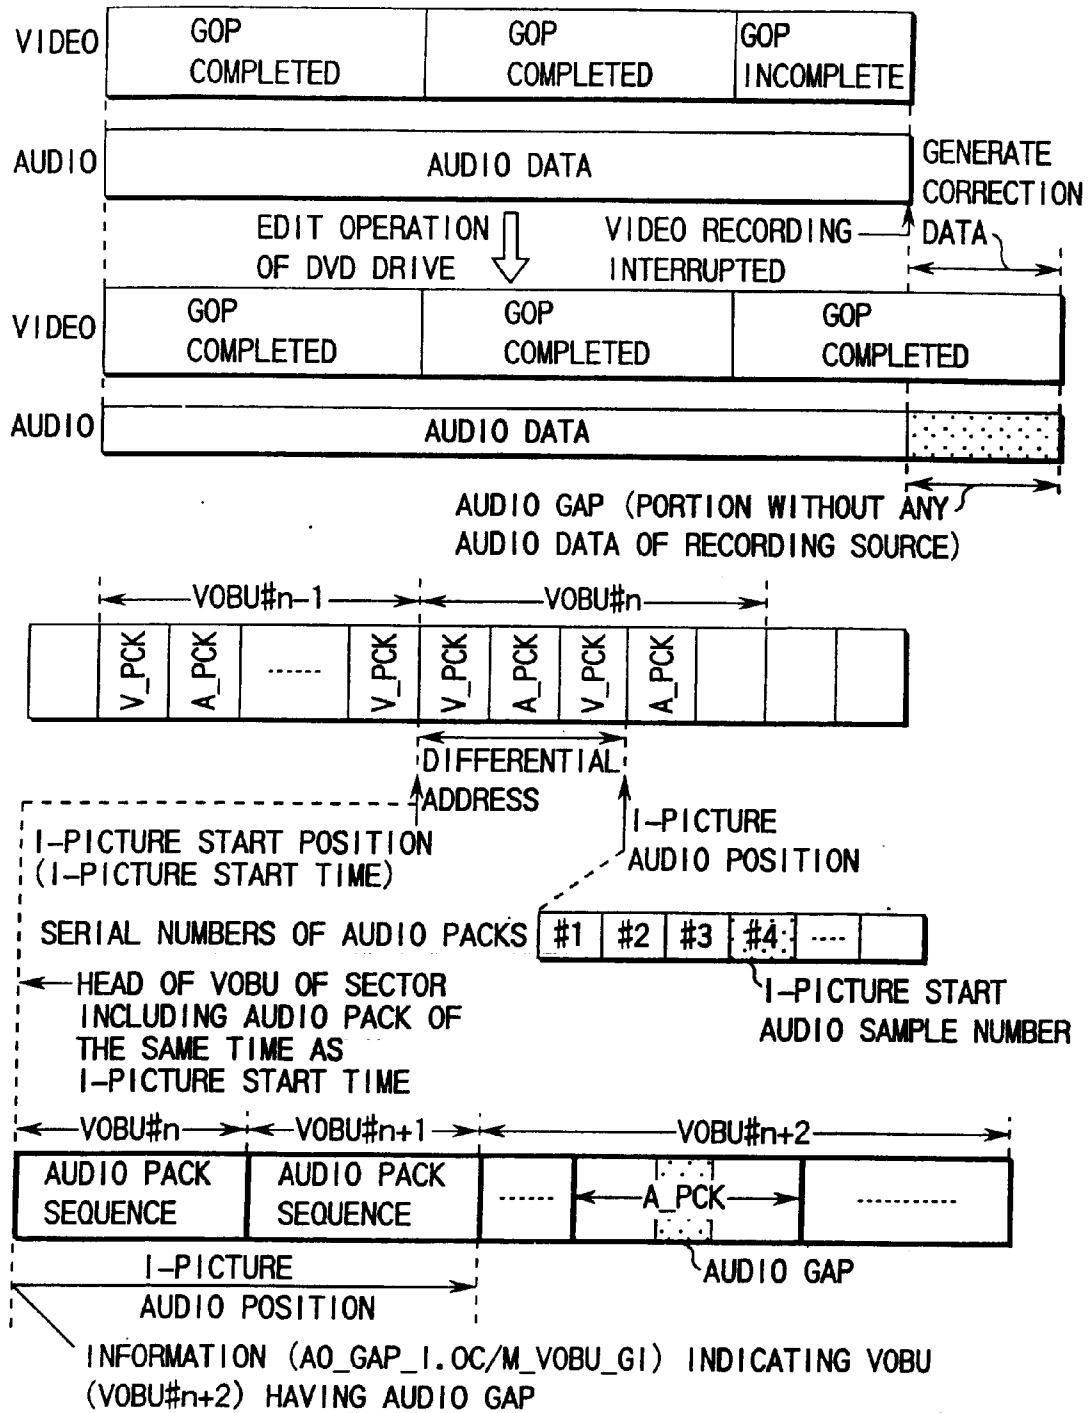 VIDEO
GOP
COMPLETED
GOP
COMPLETED
GOP
INCOMPLETE
AUDIO
AUDIO DATA
GENERATE
CORRECTION
DATA
EDIT OPERATION
OF DVD DRIVE
VIDEO RECORDING
INTERRUPTED
VIDEO
GOP
COMPLETED
GOP
COMPLETED
GOP
COMPLETED
AUDIO
AUDIO DATA
AUDIO GAP (PORTION WITHOUT ANY
AUDIO DATA OF RECORDING SOURCE)
VOBU#n-1
VOBU#n
V_PCK
A_PCK
------
V_PCK
V_PCK
A_PCK
V_PCK
A_PCK
DIFFERENTIAL
ADDRESS
I-PICTURE START POSITION
(I-PICTURE START TIME)
I-PICTURE
AUDIO POSITION
SERIAL NUMBERS OF AUDIO PACKS
#1
#2
#3
#4
----
I-PICTURE START
AUDIO SAMPLE NUMBER
HEAD OF VOBU OF SECTOR
INCLUDING AUDIO PACK OF
THE SAME TIME AS
I-PICTURE START TIME
VOBU#n
VOBU#n+1
VOBU#n+2
AUDIO PACK
SEQUENCE
AUDIO PACK
SEQUENCE
------
A_PCK
-----------
AUDIO GAP
I-PICTURE
AUDIO POSITION
INFORMATION (A0_GAP_I.OC/M_VOBU_GI) INDICATING VOBU
(VOBU#n+2) HAVING AUDIO GAP